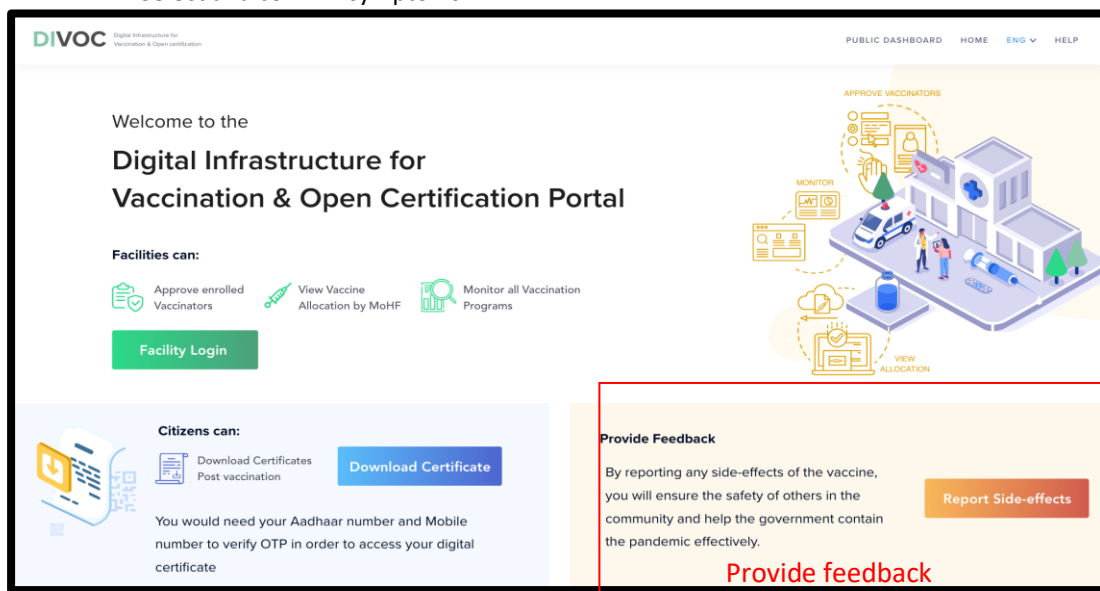 DIVOC
Digital Infrastructure for
Vaccination & Open certification
PUBLIC DASHBOARD HOME ENG HELP
Welcome to the
Digital Infrastructure for
Vaccination & Open Certification Portal
Facilities can:
Approve enrolled
Vaccinators
View Vaccine
Allocation by MoHF
Monitor all Vaccination
Programs
Facility Login
APPROVE VACCINATORS
MONITOR
VIEW
ALLOCATION
Citizens can:
Download Certificates
Post vaccination
Download Certificate
You would need your Aadhaar number and Mobile
number to verify OTP in order to access your digital
certificate
Provide Feedback
By reporting any side-effects of the vaccine,
you will ensure the safety of others in the
community and help the government contain
the pandemic effectively.
Report Side-effects
Provide feedback